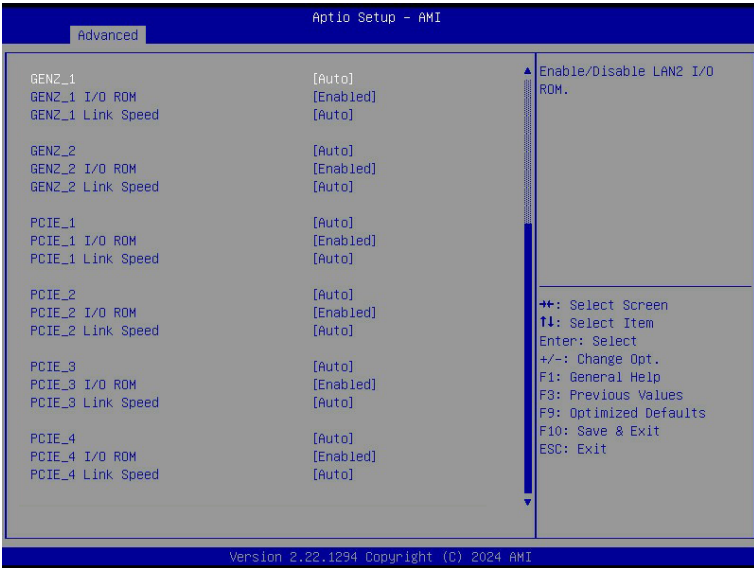 Aptio Setup - AMI
Advanced
GENZ_1 [Auto]
GENZ_1 I/O ROM [Enabled]
GENZ_1 Link Speed [Auto]
GENZ_2 [Auto]
GENZ_2 I/O ROM [Enabled]
GENZ_2 Link Speed [Auto]
PCIE_1 [Auto]
PCIE_1 I/O ROM [Enabled]
PCIE_1 Link Speed [Auto]
PCIE_2 [Auto]
PCIE_2 I/O ROM [Enabled]
PCIE_2 Link Speed [Auto]
PCIE_3 [Auto]
PCIE_3 I/O ROM [Enabled]
PCIE_3 Link Speed [Auto]
PCIE_4 [Auto]
PCIE_4 I/O ROM [Enabled]
PCIE_4 Link Speed [Auto]
Enable/Disable LAN2 I/O
ROM.
→←: Select Screen
↑↓: Select Item
Enter: Select
+/-: Change Opt.
F1: General Help
F3: Previous Values
F9: Optimized Defaults
F10: Save & Exit
ESC: Exit
Version 2.22.1294 Copyright (C) 2024 AMI